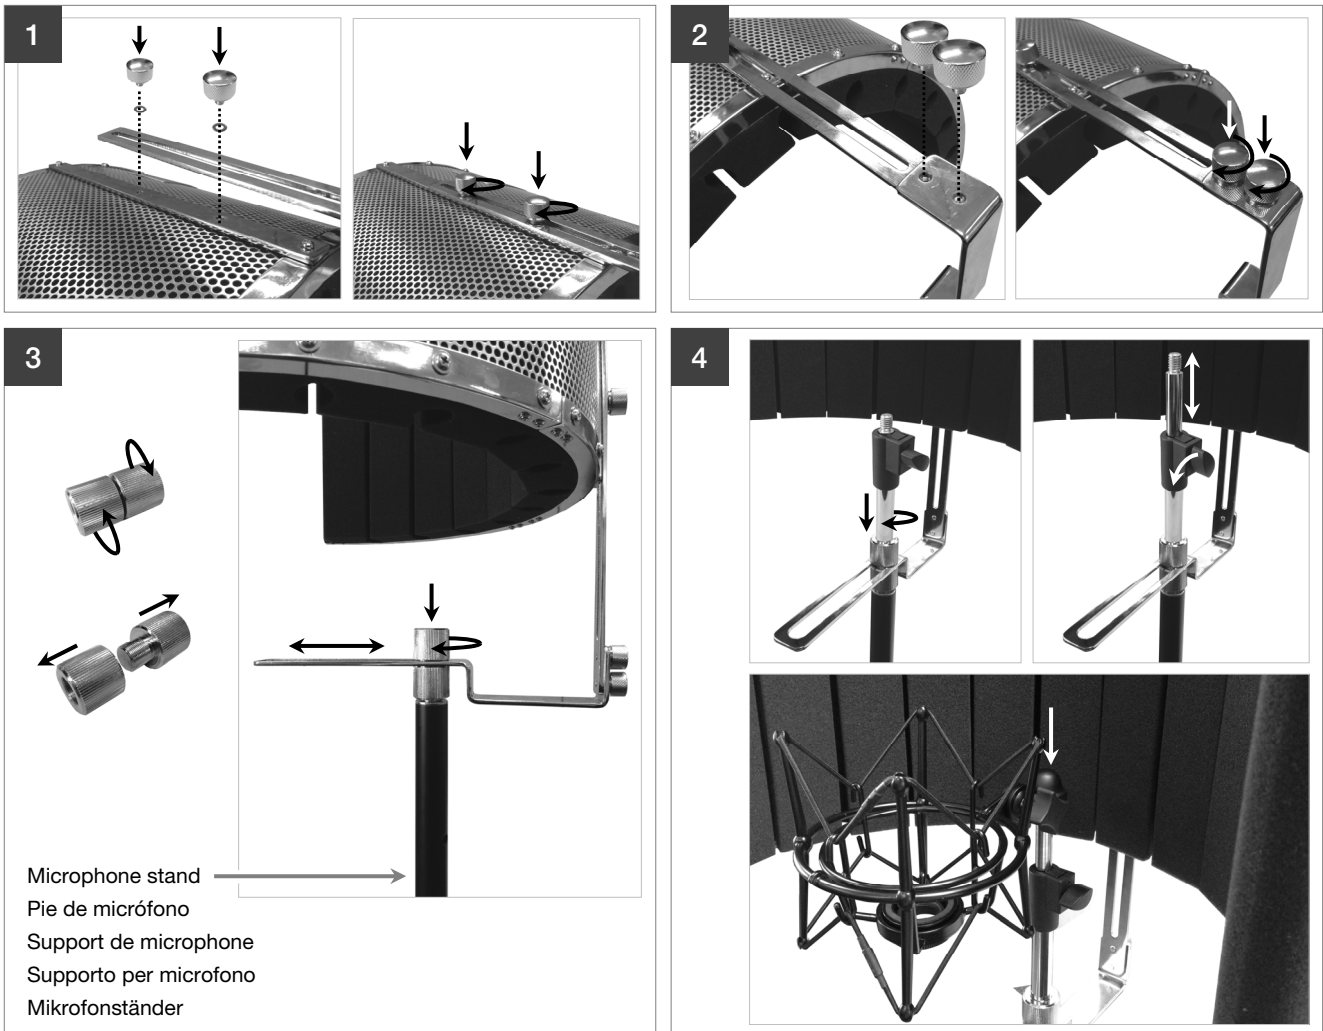 1
2
3
Microphone stand
Pie de micrófono
Support de microphone
Supporto per microfono
Mikrofonständer
4